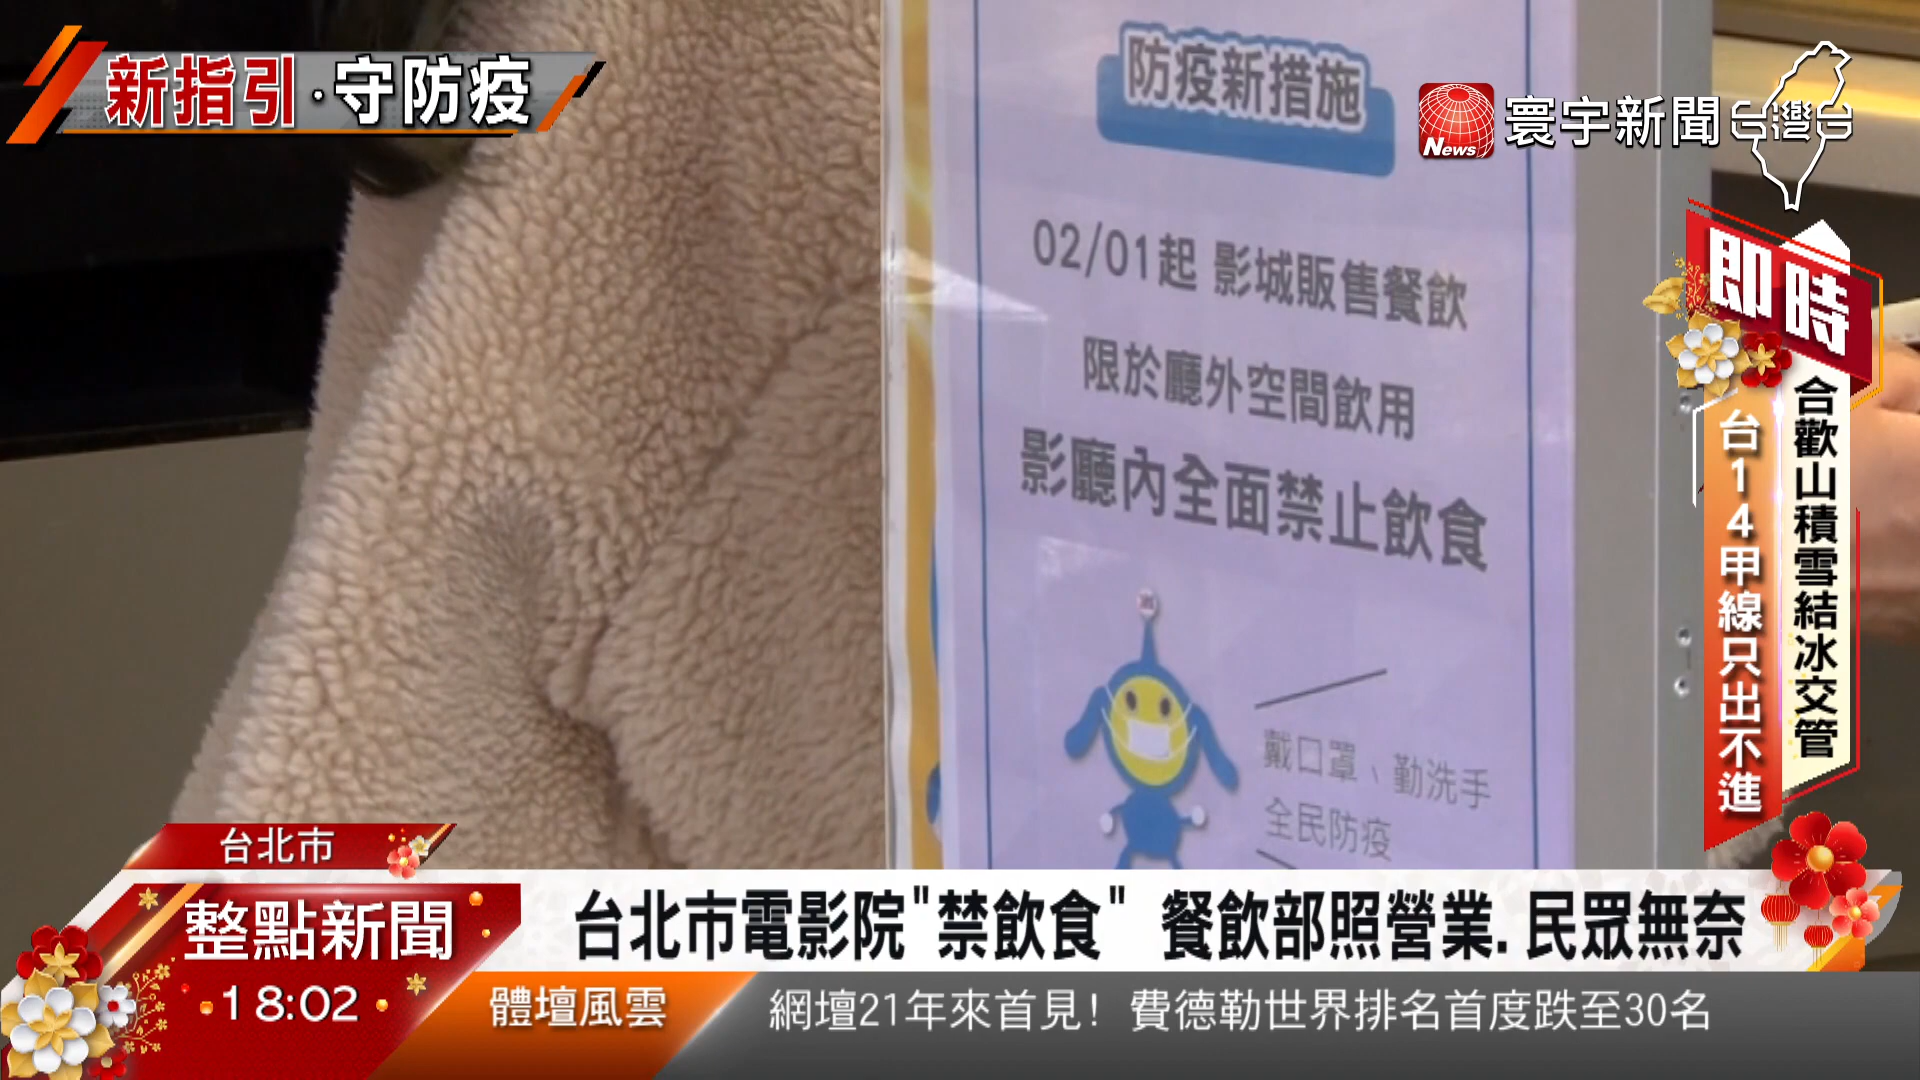 新指引·守防疫
防疫新措施
News 寰宇新聞 台灣台
02/01起 影城販售餐飲
限於廳外空間飲用
影廳內全面禁止飲食
戴口罩、勤洗手
全民防疫
即時
合歡山積雪結冰交管
台14甲線只出不進
台北市
整點新聞
台北市電影院"禁飲食" 餐飲部照營業.民眾無奈
18:02
體壇風雲
網壇21年來首見! 費德勒世界排名首度跌至30名